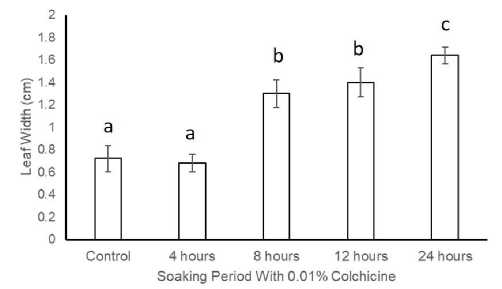 2
1.8
1.6
1.4
1.2
1
0.8
0.6
0.4
0.2
0
Leaf Width (cm)
a
a
b
b
c
Control 4 hours 8 hours 12 hours 24 hours
Soaking Period With 0.01% Colchicine